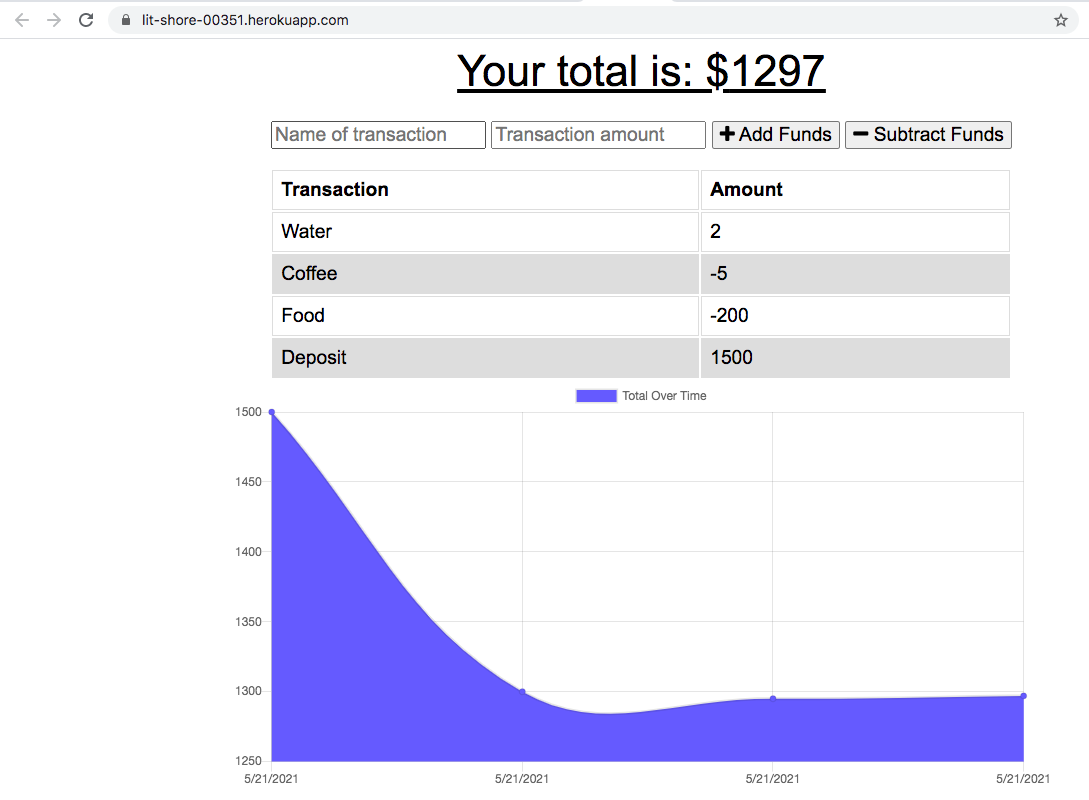 lit-shore-00351.herokuapp.com
Your total is: $1297
Name of transaction Transaction amount Add Funds Subtract Funds
Transaction Amount
Water 2
Coffee -5
Food -200
Deposit 1500
Total Over Time
1500
1450
1400
1350
1300
1250
5/21/2021 5/21/2021 5/21/2021 5/21/2021